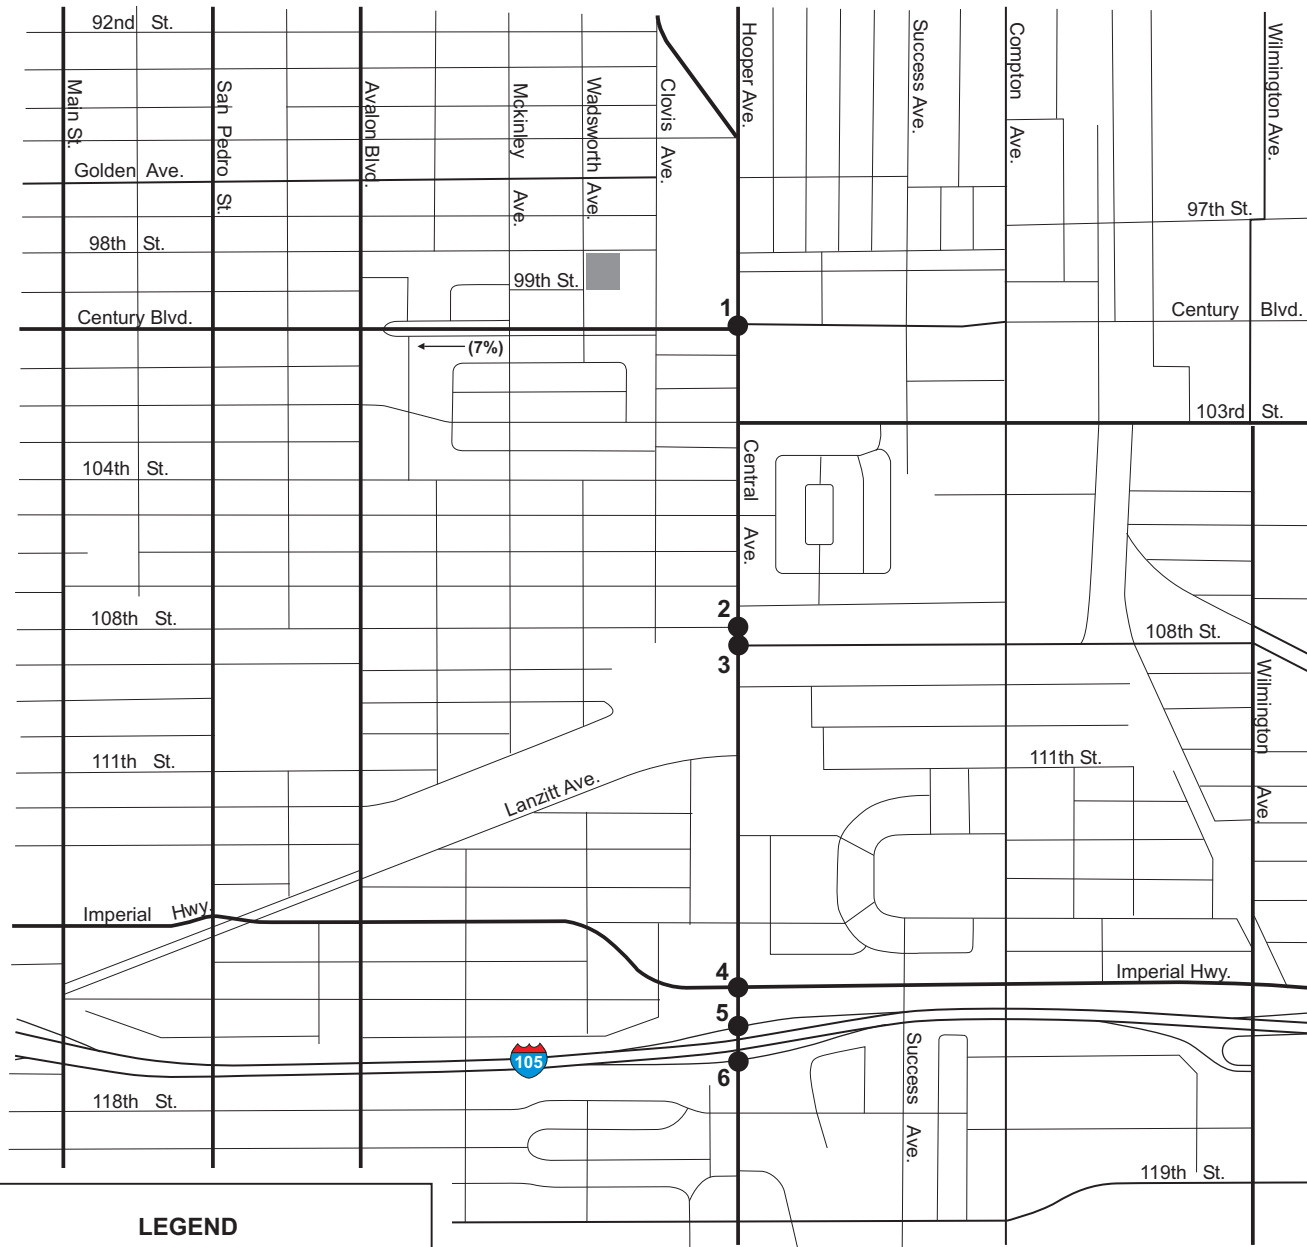 92nd St.
Main St.
San Pedro St.
Avalon Blvd.
Mckinley Ave.
Wadsworth Ave.
Clovis Ave.
Hooper Ave.
Success Ave.
Compton Ave.
Wilmington Ave.
Golden Ave.
97th St.
98th St.
99th St.
Century Blvd.
1
Century Blvd.
(7%)
103rd St.
104th St.
Central Ave.
108th St.
2
3
108th St.
Wilmington Ave.
111th St.
111th St.
Lanzitt Ave.
Imperial Hwy.
4
Imperial Hwy.
5
105
6
Success Ave.
118th St.
119th St.
LEGEND